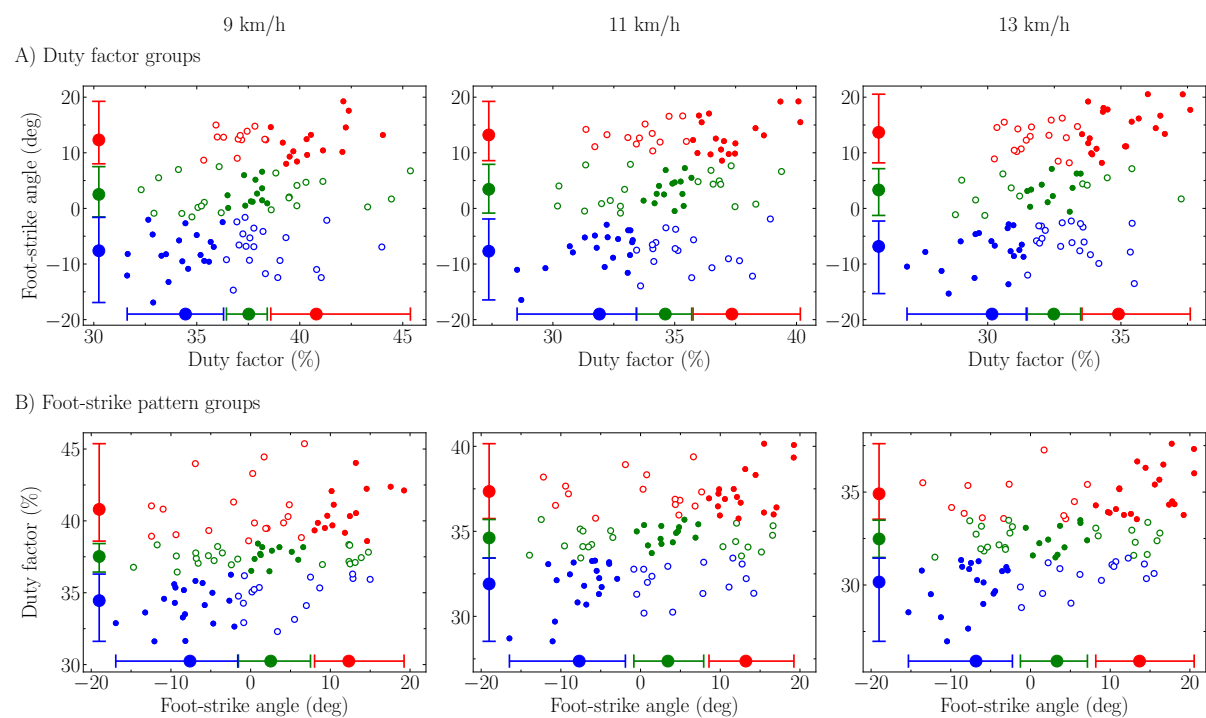 9 km/h 11 km/h 13 km/h
A) Duty factor groups
Foot-strike angle (deg)
20
10
0
−10
−20
30 35 40 45
Duty factor (%)
20
10
0
−10
−20
30 35 40
Duty factor (%)
20
10
0
−10
−20
30 35
Duty factor (%)
B) Foot-strike pattern groups
Duty factor (%)
45
40
35
30
−20 −10 0 10 20
Foot-strike angle (deg)
40
35
30
−20 −10 0 10 20
Foot-strike angle (deg)
35
30
−20 −10 0 10 20
Foot-strike angle (deg)